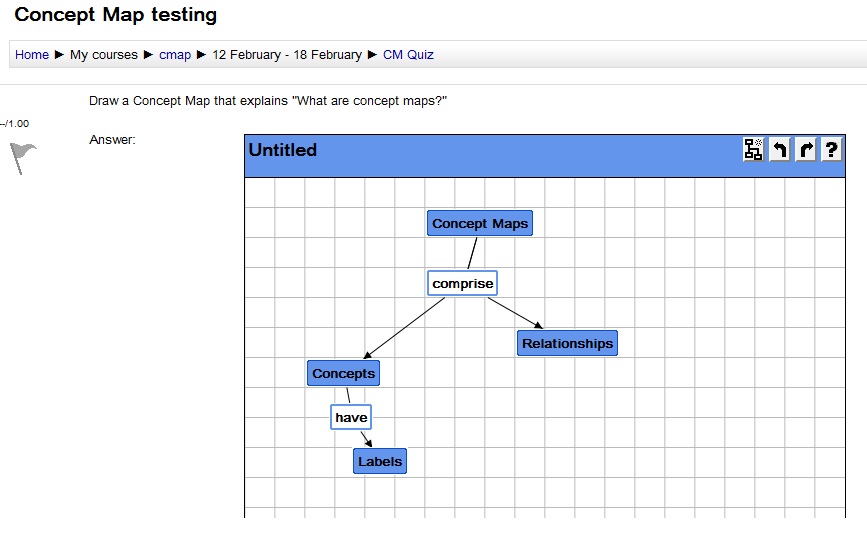 Concept Map testing
Home ► My courses ► cmap ► 12 February - 18 February ► CM Quiz
Draw a Concept Map that explains "What are concept maps?"
--/1.00
Answer:
Untitled
?
Concept Maps
comprise
Relationships
Concepts
have
Labels